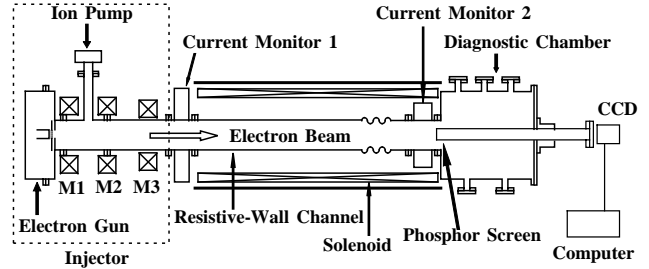 Ion Pump
Current Monitor 2
Current Monitor 1
Diagnostic Chamber
CCD
Electron Beam
M1 M2 M3
Resistive-Wall Channel
Electron Gun
Solenoid
Phosphor Screen
Computer
Injector